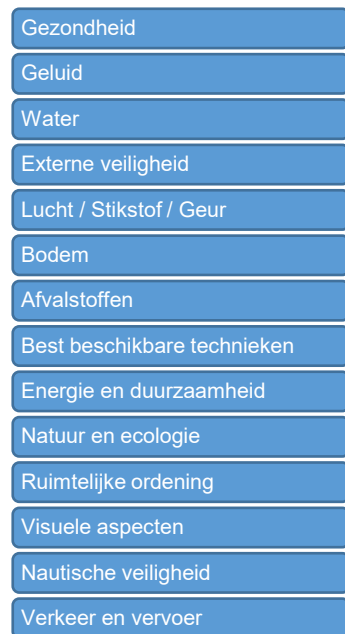 Gezondheid
Geluid
Water
Externe veiligheid
Lucht / Stikstof / Geur
Bodem
Afvalstoffen
Best beschikbare technieken
Energie en duurzaamheid
Natuur en ecologie
Ruimtelijke ordening
Visuele aspecten
Nautische veiligheid
Verkeer en vervoer